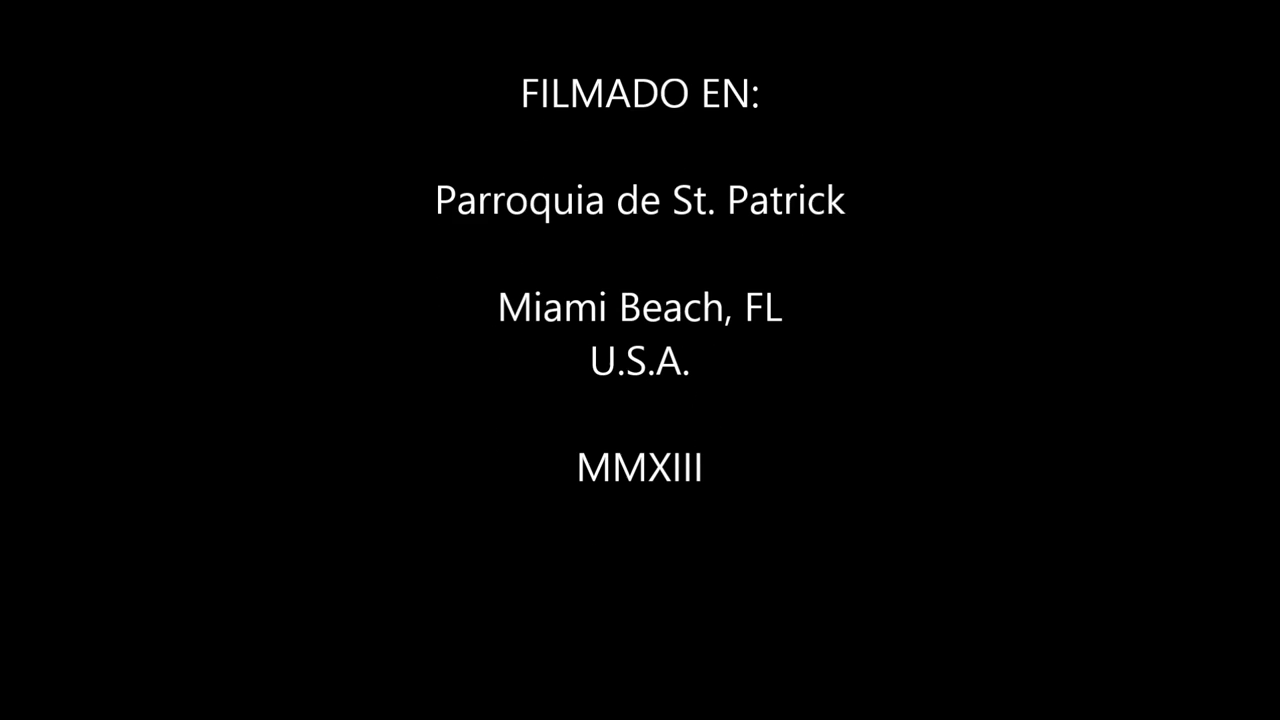 FILMADO EN:
Parroquia de St. Patrick
Miami Beach, FL
U.S.A.
MMXIII